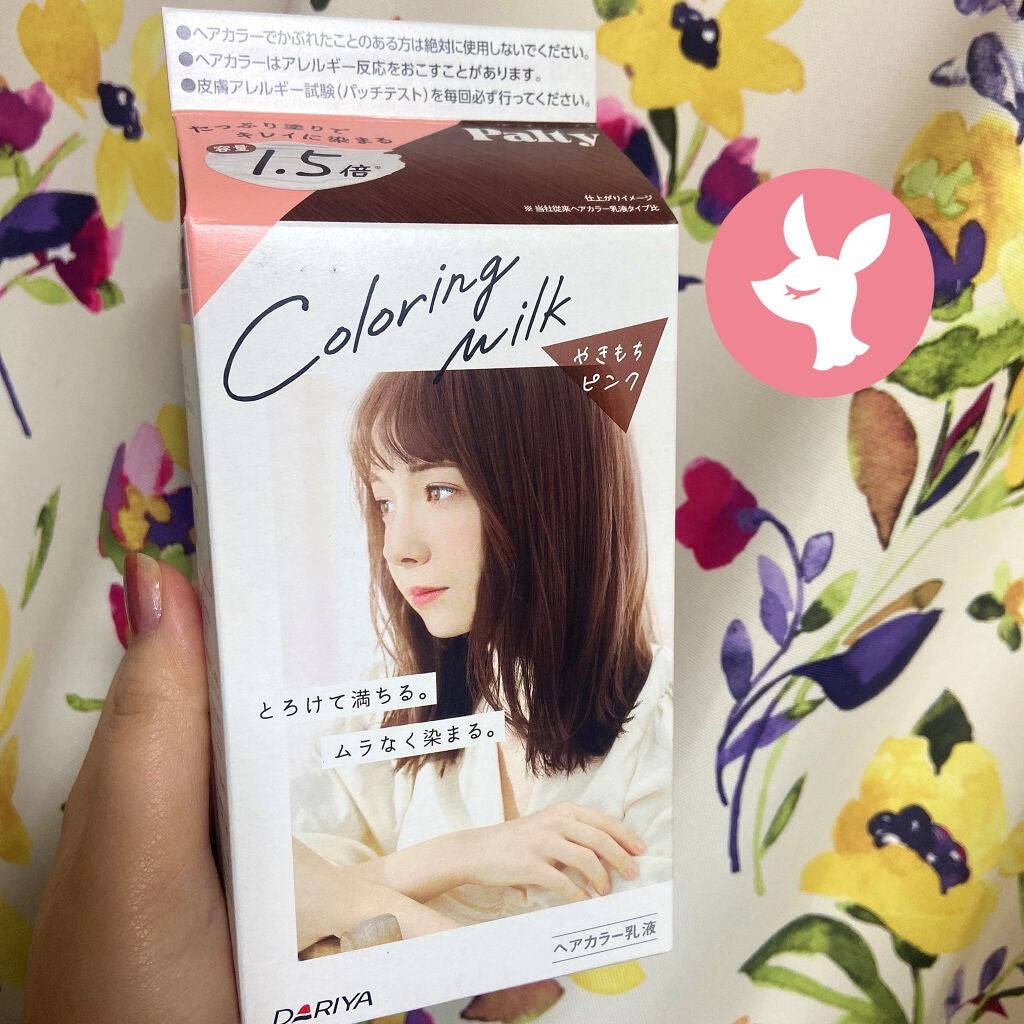 ●ヘアカラーでかぶれたことのある方は絶対に使用しないでください。
●ヘアカラーはアレルギー反応をおこすことがあります。
●皮膚アレルギー試験(パッチテスト)を毎回必ず行ってください。
たっぷり塗りで
キレイに染まる
容量
1.5倍※
Palty
仕上がりイメージ
※ 当社従来ヘアカラー乳液タイプ比
Coloring
milk
やきもち
ピンク
とろけて満ちる。
ムラなく染まる。
ヘアカラー乳液
DARIYA